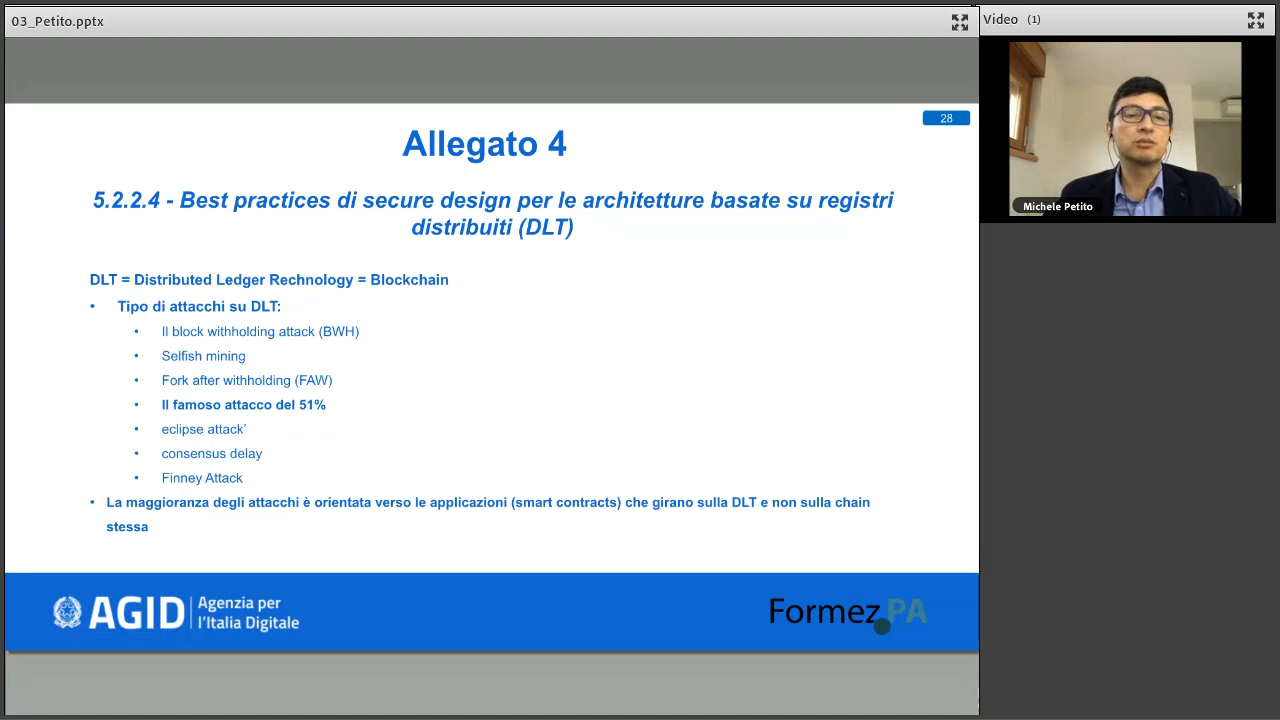 03_Petito.pptx
Video (1)
28
Allegato 4
5.2.2.4 - Best practices di secure design per le architetture basate su registri
distribuiti (DLT)
DLT = Distributed Ledger Rechnology = Blockchain
• Tipo di attacchi su DLT:
• Il block withholding attack (BWH)
• Selfish mining
• Fork after withholding (FAW)
• Il famoso attacco del 51%
• eclipse attack’
• consensus delay
• Finney Attack
• La maggioranza degli attacchi è orientata verso le applicazioni (smart contracts) che girano sulla DLT e non sulla chain
stessa
Michele Petito
AGID
Agenzia per
l'Italia Digitale
Formez PA